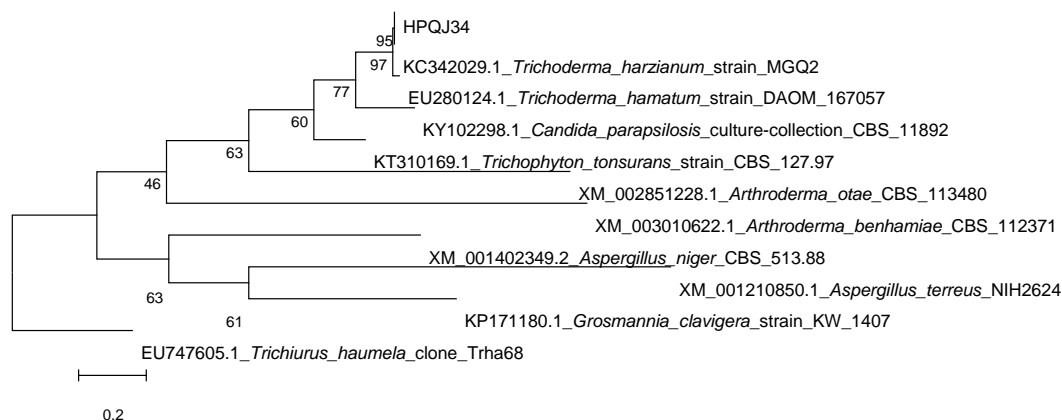 HPQJ34
95
97
KC342029.1_Trichoderma_harzianum_strain_MGQ2
77
EU280124.1_Trichoderma_hamatum_strain_DAOM_167057
60
KY102298.1_Candida_parapsilosis_culture-collection_CBS_11892
63
KT310169.1_Trichophyton_tonsurans_strain_CBS_127.97
46
XM_002851228.1_Arthroderma_otae_CBS_113480
XM_003010622.1_Arthroderma_benhamiae_CBS_112371
XM_001402349.2_Aspergillus_niger_CBS_513.88
63
XM_001210850.1_Aspergillus_terreus_NIH2624
61
KP171180.1_Grosmannia_clavigera_strain_KW_1407
EU747605.1_Trichiurus_haumela_clone_Trha68
0.2